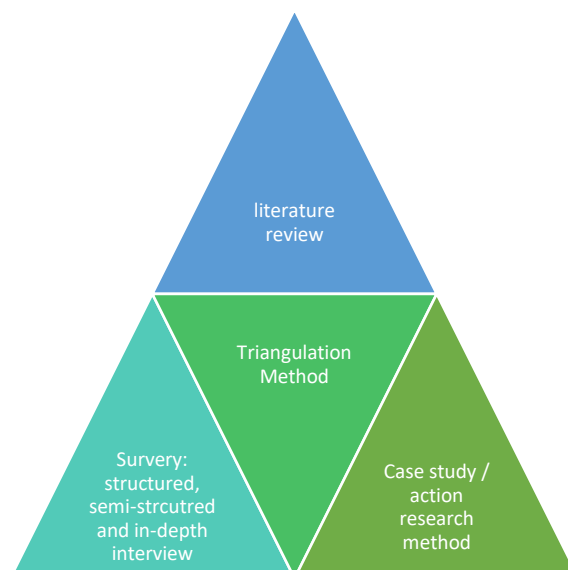 literature
review
Triangulation
Method
Survery:
structured,
semi-strcutred
and in-depth
interview
Case study /
action
research
method